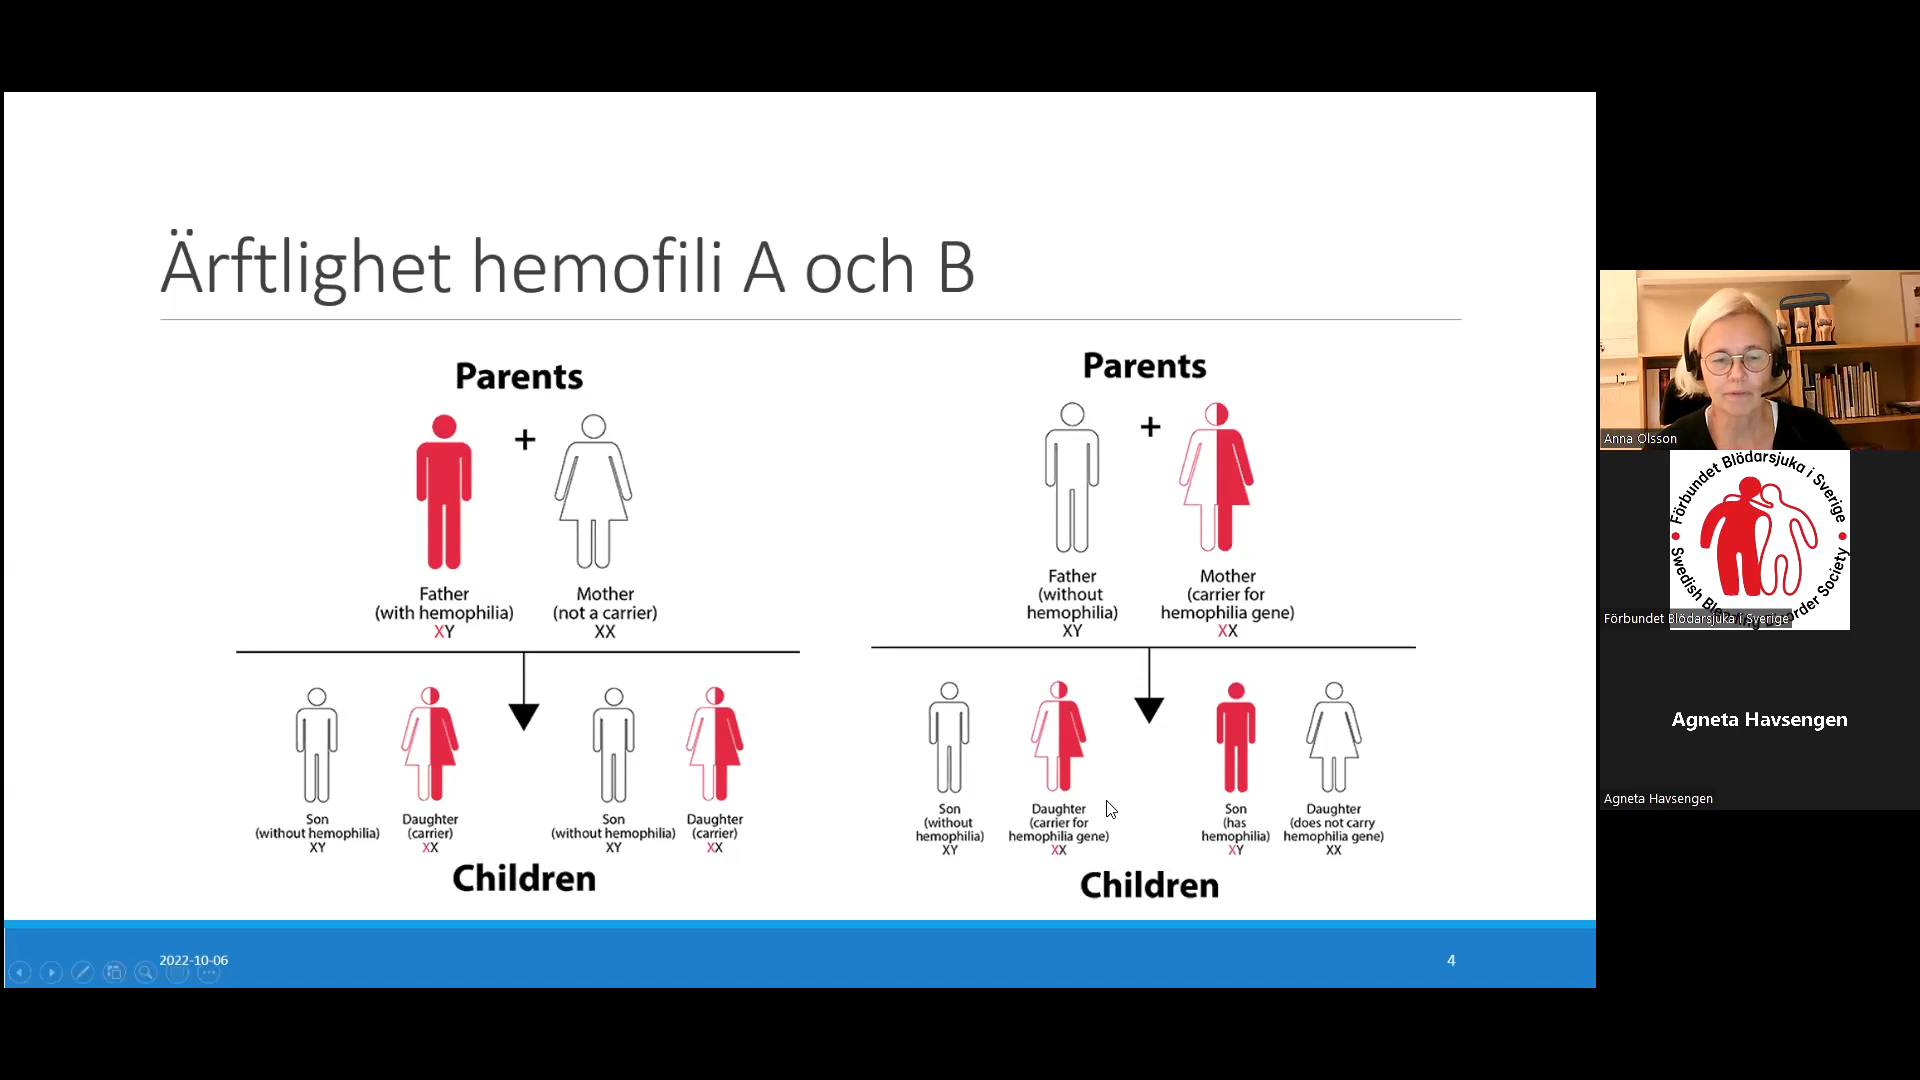 Ärftlighet hemofili A och B
Parents
+
Father
(with hemophilia)
XY
Mother
(not a carrier)
XX
Son
(without hemophilia)
XY
Daughter
(carrier)
XX
Son
(without hemophilia)
XY
Daughter
(carrier)
XX
Children
Parents
+
Father
(without
hemophilia)
XY
Mother
(carrier for
hemophilia gene)
XX
Son
(without
hemophilia)
XY
Daughter
(carrier for
hemophilia gene)
XX
Son
(has
hemophilia)
XY
Daughter
(does not carry
hemophilia gene)
XX
Children
2022-10-06
4
Anna Olsson
Förbundet Blödarsjuka i Sverige
Swedish Bleeding Disorder Society
Förbundet Blödarsjuka i Sverige
Agneta Havsengen
Agneta Havsengen